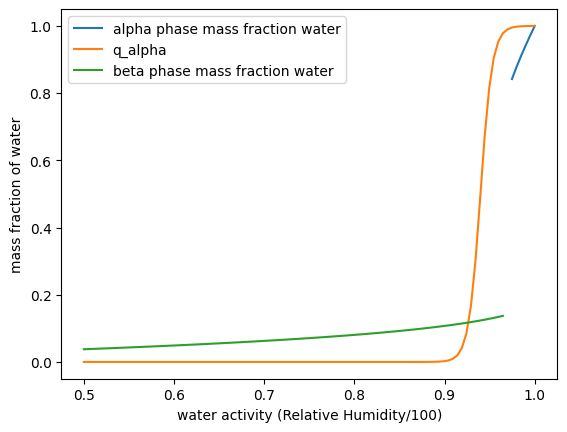 alpha phase mass fraction water
q_alpha
beta phase mass fraction water
mass fraction of water
1.0
0.8
0.6
0.4
0.2
0.0
0.5 0.6 0.7 0.8 0.9 1.0
water activity (Relative Humidity/100)